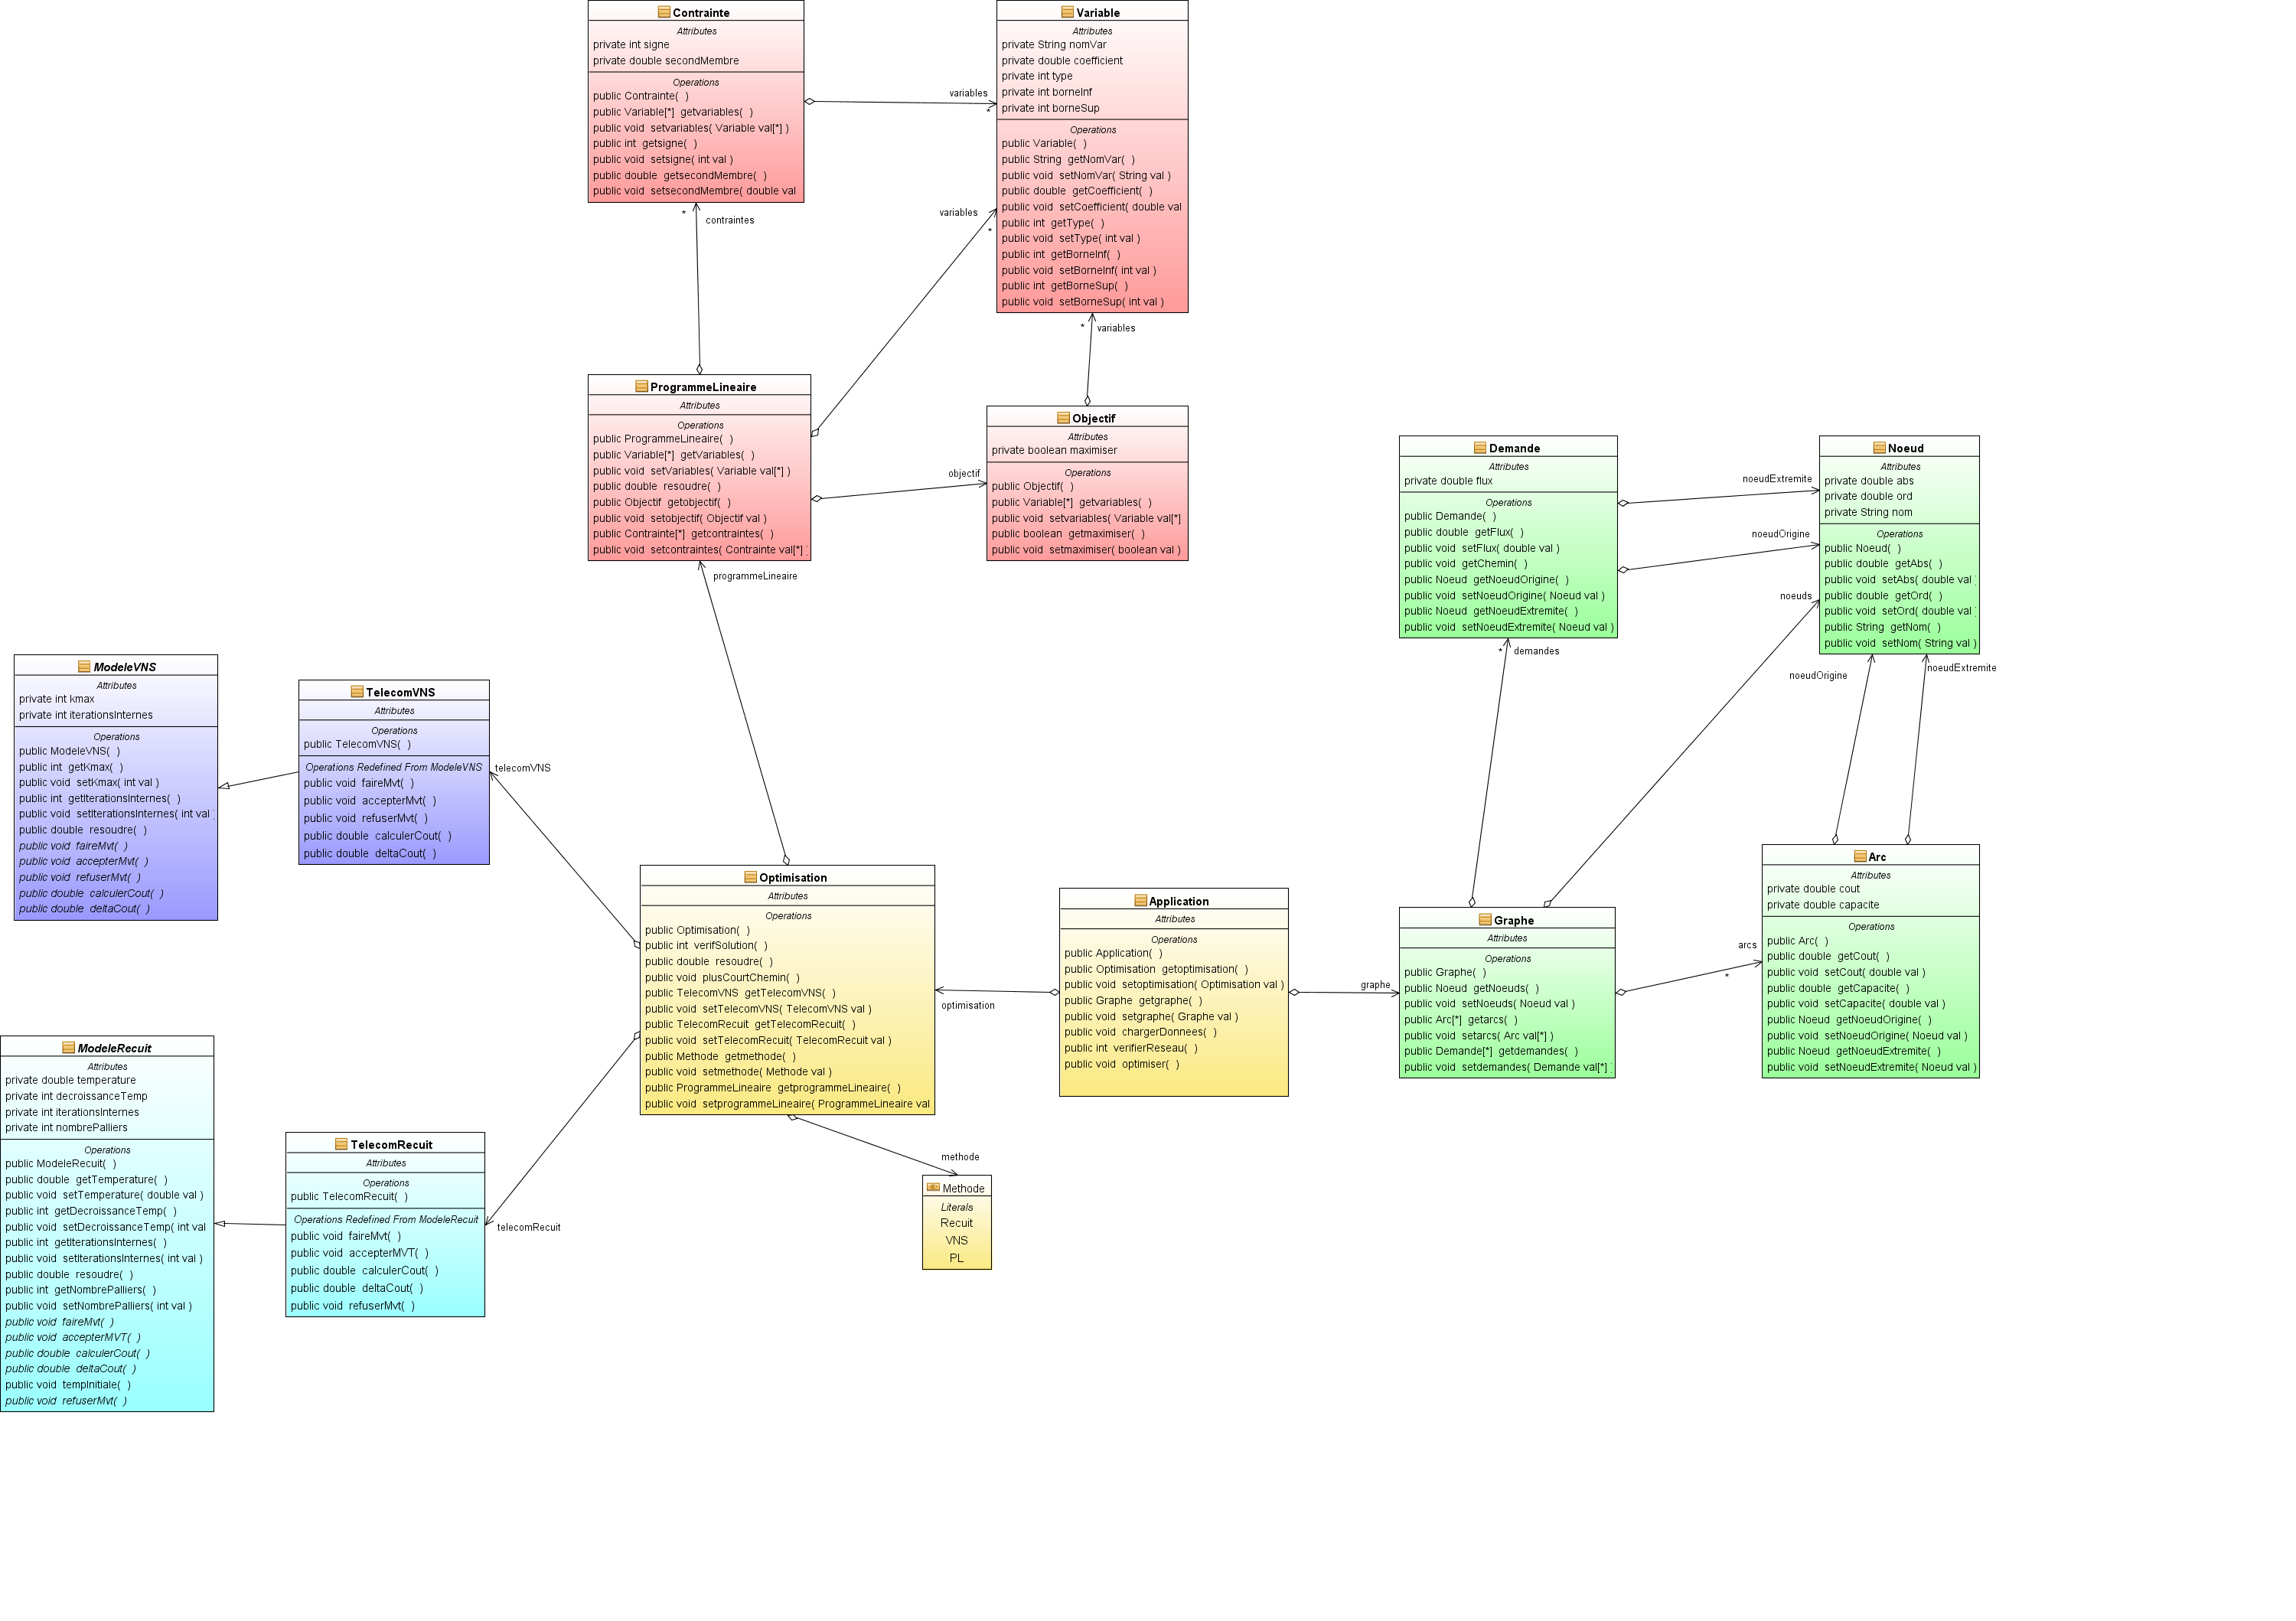 Contrainte
Attributes
private int signe
private double secondMembre
Operations
public Contrainte( )
public Variable[*] getvariables( )
public void setvariables( Variable val[*] )
public int getsigne( )
public void setsigne( int val )
public double getsecondMembre( )
public void setsecondMembre( double val
variables
*
Variable
Attributes
private String nomVar
private double coefficient
private int type
private int borneInf
private int borneSup
Operations
public Variable( )
public String getNomVar( )
public void setNomVar( String val )
public double getCoefficient( )
public void setCoefficient( double val
public int getType( )
public void setType( int val )
public int getBorneInf( )
public void setBorneInf( int val )
public int getBorneSup( )
public void setBorneSup( int val )
* contraintes
variables
*
* variables
ProgrammeLineaire
Attributes
Operations
public ProgrammeLineaire( )
public Variable[*] getVariables( )
public void setVariables( Variable val[*] )
public double resoudre( )
public Objectif getobjectif( )
public void setobjectif( Objectif val )
public Contrainte[*] getcontraintes( )
public void setcontraintes( Contrainte val[*] )
objectif
programmeLineaire
Objectif
Attributes
private boolean maximiser
Operations
public Objectif( )
public Variable[*] getvariables( )
public void setvariables( Variable val[*]
public boolean getmaximiser( )
public void setmaximiser( boolean val )
Demande
Attributes
private double flux
Operations
public Demande( )
public double getFlux( )
public void setFlux( double val )
public void getChemin( )
public Noeud getNoeudOrigine( )
public void setNoeudOrigine( Noeud val )
public Noeud getNoeudExtremite( )
public void setNoeudExtremite( Noeud val )
noeudExtremite
noeudOrigine
noeuds
* demandes
Noeud
Attributes
private double abs
private double ord
private String nom
Operations
public Noeud( )
public double getAbs( )
public void setAbs( double val )
public double getOrd( )
public void setOrd( double val )
public String getNom( )
public void setNom( String val )
noeudOrigine
noeudExtremite
ModeleVNS
Attributes
private int kmax
private int iterationsInternes
Operations
public ModeleVNS( )
public int getKmax( )
public void setKmax( int val )
public int getIterationsInternes( )
public void setIterationsInternes( int val )
public double resoudre( )
public void faireMvt( )
public void accepterMvt( )
public void refuserMvt( )
public double calculerCout( )
public double deltaCout( )
TelecomVNS
Attributes
Operations
public TelecomVNS( )
Operations Redefined From ModeleVNS
public void faireMvt( )
public void accepterMvt( )
public void refuserMvt( )
public double calculerCout( )
public double deltaCout( )
telecomVNS
Optimisation
Attributes
Operations
public Optimisation( )
public int verifSolution( )
public double resoudre( )
public void plusCourtChemin( )
public TelecomVNS getTelecomVNS( )
public void setTelecomVNS( TelecomVNS val )
public TelecomRecuit getTelecomRecuit( )
public void setTelecomRecuit( TelecomRecuit val )
public Methode getmethode( )
public void setmethode( Methode val )
public ProgrammeLineaire getprogrammeLineaire( )
public void setprogrammeLineaire( ProgrammeLineaire val
optimisation
Application
Attributes
Operations
public Application( )
public Optimisation getoptimisation( )
public void setoptimisation( Optimisation val )
public Graphe getgraphe( )
public void setgraphe( Graphe val )
public void chargerDonnees( )
public int verifierReseau( )
public void optimiser( )
graphe
Graphe
Attributes
Operations
public Graphe( )
public Noeud getNoeuds( )
public void setNoeuds( Noeud val )
public Arc[*] getarcs( )
public void setarcs( Arc val[*] )
public Demande[*] getdemandes( )
public void setdemandes( Demande val[*] )
arcs
*
Arc
Attributes
private double cout
private double capacite
Operations
public Arc( )
public double getCout( )
public void setCout( double val )
public double getCapacite( )
public void setCapacite( double val )
public Noeud getNoeudOrigine( )
public void setNoeudOrigine( Noeud val )
public Noeud getNoeudExtremite( )
public void setNoeudExtremite( Noeud val )
ModeleRecuit
Attributes
private double temperature
private int decroissanceTemp
private int iterationsInternes
private int nombrePalliers
Operations
public ModeleRecuit( )
public double getTemperature( )
public void setTemperature( double val )
public int getDecroissanceTemp( )
public void setDecroissanceTemp( int val
public int getIterationsInternes( )
public void setIterationsInternes( int val )
public double resoudre( )
public int getNombrePalliers( )
public void setNombrePalliers( int val )
public void faireMvt( )
public void accepterMVT( )
public double calculerCout( )
public double deltaCout( )
public void tempInitiale( )
public void refuserMvt( )
TelecomRecuit
Attributes
Operations
public TelecomRecuit( )
Operations Redefined From ModeleRecuit
public void faireMvt( )
public void accepterMVT( )
public double calculerCout( )
public double deltaCout( )
public void refuserMvt( )
telecomRecuit
methode
Methode
Literals
Recuit
VNS
PL